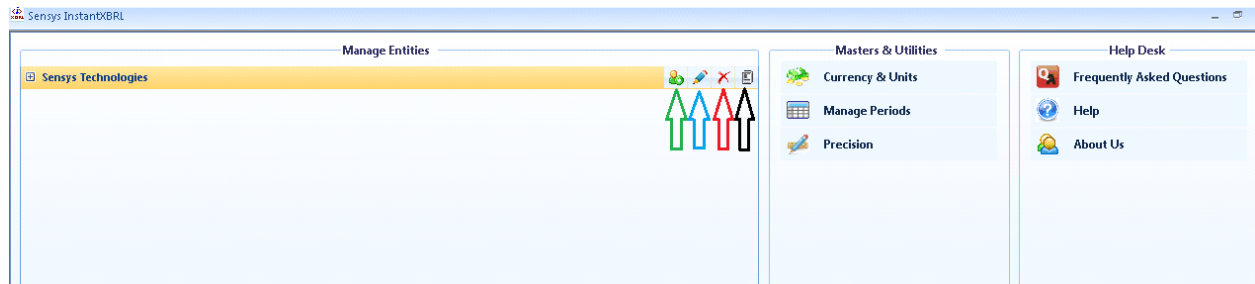 Sensys InstantXBRL
Manage Entities
Sensys Technologies
Masters & Utilities
Currency & Units
Manage Periods
Precision
Help Desk
Frequently Asked Questions
Help
About Us